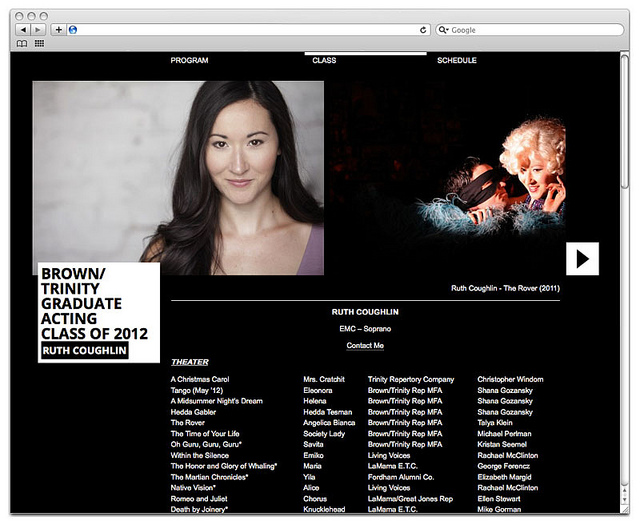 Google
PROGRAM CLASS SCHEDULE
Ruth Coughlin - The Rover (2011)
BROWN/
TRINITY
GRADUATE
ACTING
CLASS OF 2012
RUTH COUGHLIN
RUTH COUGHLIN
EMC – Soprano
Contact Me
THEATER
A Christmas Carol Mrs. Cratchit Trinity Repertory Company Christopher Windom
Tango (May '12) Eleonora Brown/Trinity Rep MFA Shana Gozansky
A Midsummer Night's Dream Helena Brown/Trinity Rep MFA Shana Gozansky
Hedda Gabler Hedda Tesman Brown/Trinity Rep MFA Shana Gozansky
The Rover Angelica Bianca Brown/Trinity Rep MFA Talya Klein
The Time of Your Life Society Lady Brown/Trinity Rep MFA Michael Perlman
Oh Guru, Guru, Guru* Savita Brown/Trinity Rep MFA Kristan Seemel
Within the Silence Emiko Living Voices Rachael McClinton
The Honor and Glory of Whaling* Maria LaMama E.T.C. George Ferencz
The Martian Chronicles* Yila Fordham Alumni Co. Elizabeth Margid
Native Vision* Alice Living Voices Rachael McClinton
Romeo and Juliet Chorus LaMama/Great Jones Rep Ellen Stewart
Death by Joinery* Knucklehead LaMama E.T.C. Mike Gorman